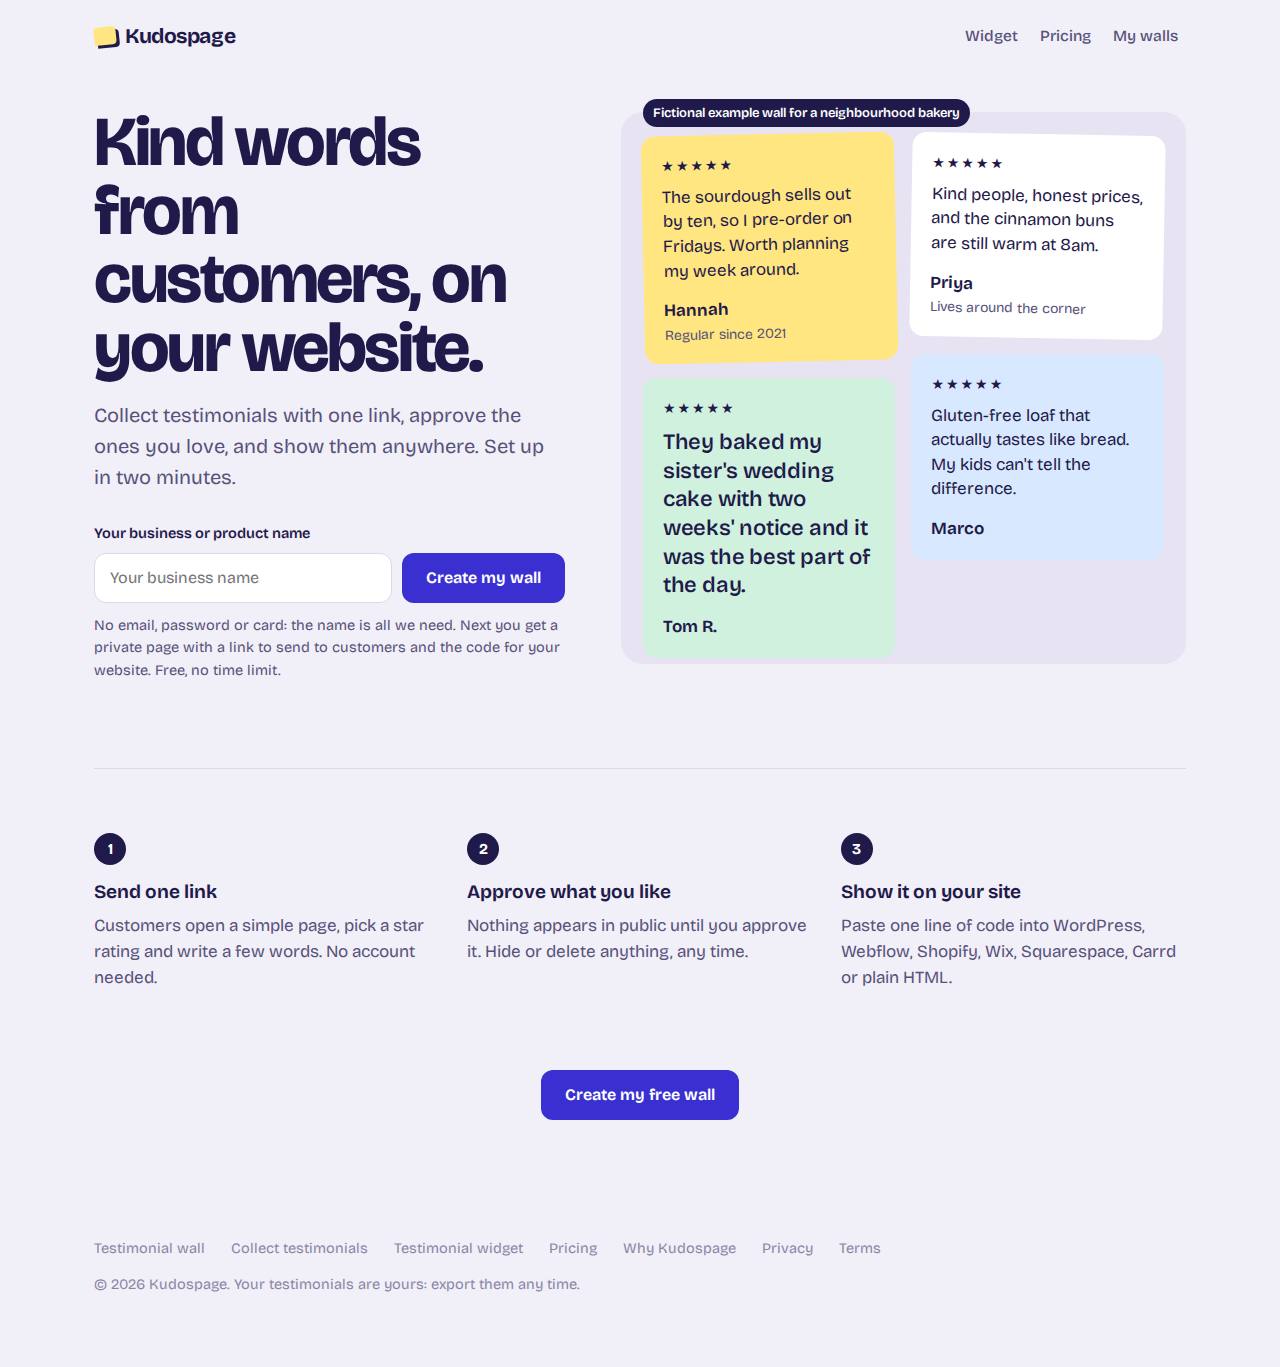 Kudospage
Widget
Pricing
My walls
Kind words
from
customers, on
your website.
Collect testimonials with one link, approve the
ones you love, and show them anywhere. Set up
in two minutes.
Your business or product name
Your business name
Create my wall
No email, password or card: the name is all we need. Next you get a
private page with a link to send to customers and the code for your
website. Free, no time limit.
Fictional example wall for a neighbourhood bakery
★★★★★
The sourdough sells out
by ten, so I pre-order on
Fridays. Worth planning
my week around.
Hannah
Regular since 2021
★★★★★
They baked my
sister's wedding
cake with two
weeks' notice and it
was the best part of
the day.
Tom R.
★★★★★
Kind people, honest prices,
and the cinnamon buns
are still warm at 8am.
Priya
Lives around the corner
★★★★★
Gluten-free loaf that
actually tastes like bread.
My kids can't tell the
difference.
Marco
1
Send one link
Customers open a simple page, pick a star
rating and write a few words. No account
needed.
2
Approve what you like
Nothing appears in public until you approve
it. Hide or delete anything, any time.
3
Show it on your site
Paste one line of code into WordPress,
Webflow, Shopify, Wix, Squarespace, Carrd
or plain HTML.
Create my free wall
Testimonial wall
Collect testimonials
Testimonial widget
Pricing
Why Kudospage
Privacy
Terms
© 2026 Kudospage. Your testimonials are yours: export them any time.